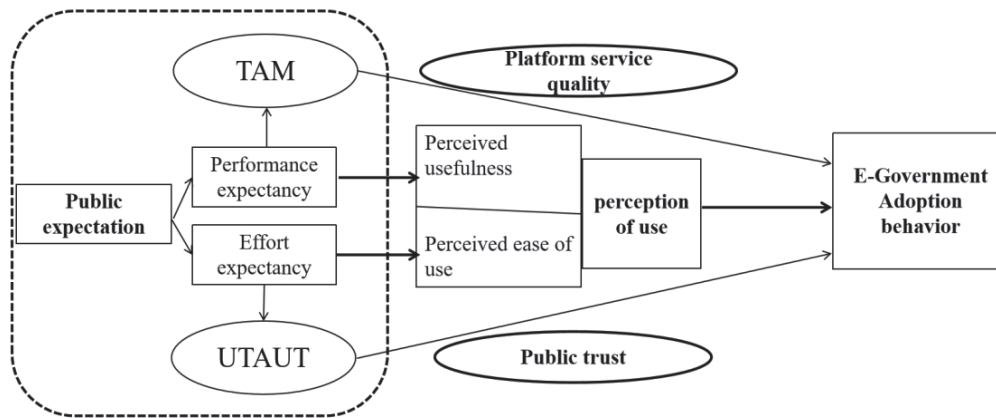 TAM
Platform service
quality
Performance
expectancy
Perceived
usefulness
Public
expectation
perception
of use
E-Government
Adoption
behavior
Effort
expectancy
Perceived ease of
use
UTAUT
Public trust